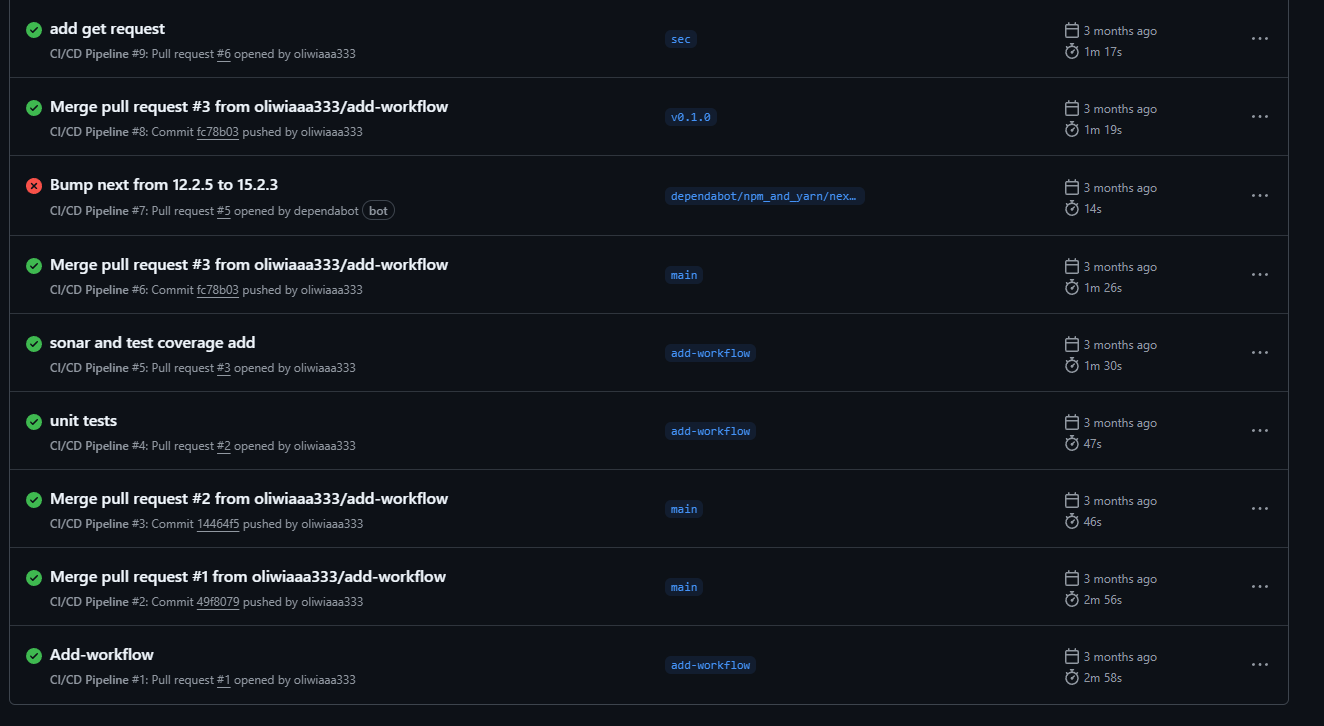 add get request
CI/CD Pipeline #9: Pull request #6 opened by oliwiaaa333
sec
3 months ago
1m 17s
Merge pull request #3 from oliwiaaa333/add-workflow
CI/CD Pipeline #8: Commit fc78b03 pushed by oliwiaaa333
v0.1.0
3 months ago
1m 19s
Bump next from 12.2.5 to 15.2.3
CI/CD Pipeline #7: Pull request #5 opened by dependabot bot
dependabot/npm_and_yarn/nex…
3 months ago
14s
Merge pull request #3 from oliwiaaa333/add-workflow
CI/CD Pipeline #6: Commit fc78b03 pushed by oliwiaaa333
main
3 months ago
1m 26s
sonar and test coverage add
CI/CD Pipeline #5: Pull request #3 opened by oliwiaaa333
add-workflow
3 months ago
1m 30s
unit tests
CI/CD Pipeline #4: Pull request #2 opened by oliwiaaa333
add-workflow
3 months ago
47s
Merge pull request #2 from oliwiaaa333/add-workflow
CI/CD Pipeline #3: Commit 14464f5 pushed by oliwiaaa333
main
3 months ago
46s
Merge pull request #1 from oliwiaaa333/add-workflow
CI/CD Pipeline #2: Commit 49f8079 pushed by oliwiaaa333
main
3 months ago
2m 56s
Add-workflow
CI/CD Pipeline #1: Pull request #1 opened by oliwiaaa333
add-workflow
3 months ago
2m 58s